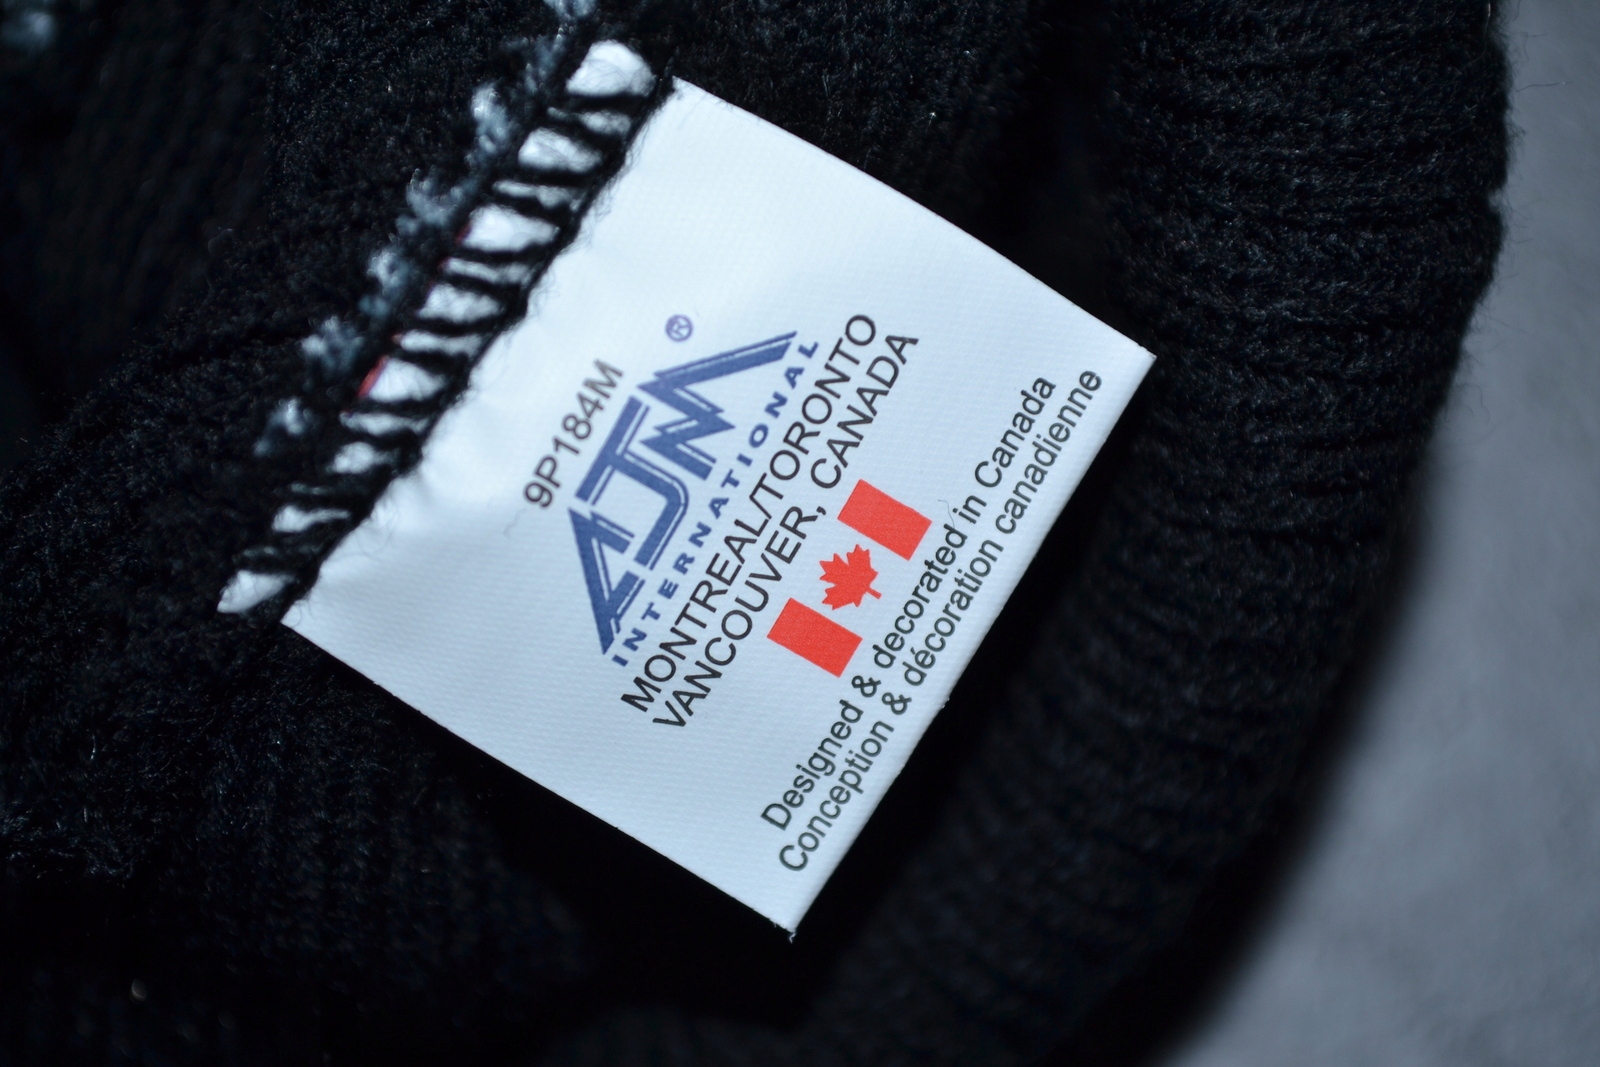 9P184M
AJM®
INTERNATIONAL
MONTREAL/TORONTO
VANCOUVER, CANADA
Designed & decorated in Canada
Conception & décoration canadienne